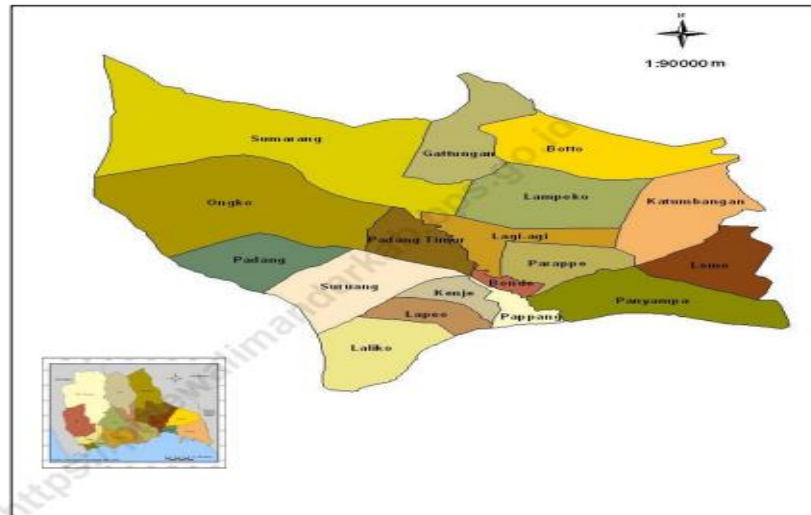 N
1:90000 m
Sumarang
Gattungan
Botto
Ongko
Lampoko
Katumbangan
Padang Timur
Lagi-agi
Padang
Parappe
Suruang
Kenje
Bonde
Panyampa
Lapeo
Pappang
Laliko